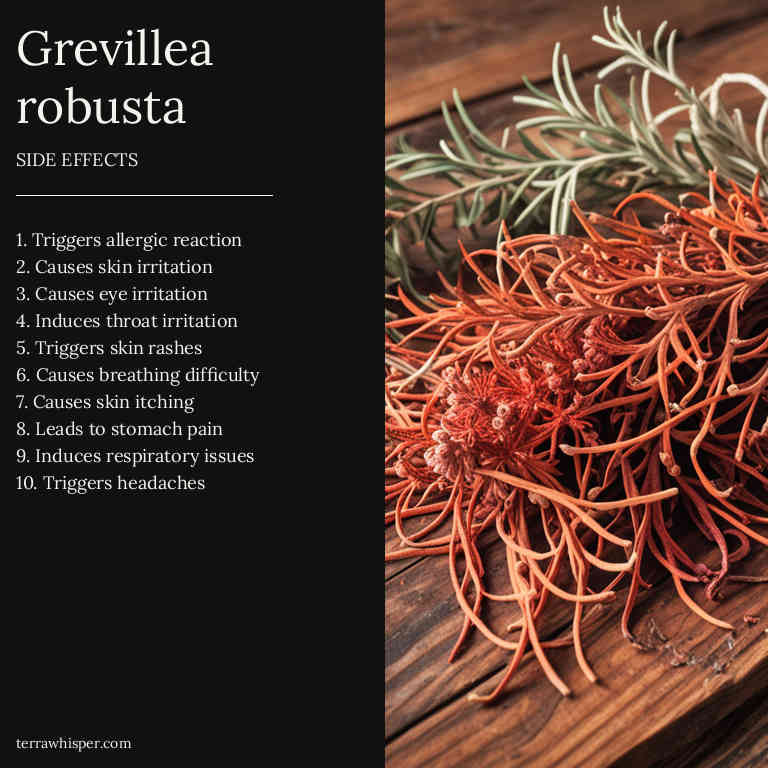 Grevillea
robusta
SIDE EFFECTS
1. Triggers allergic reaction
2. Causes skin irritation
3. Causes eye irritation
4. Induces throat irritation
5. Triggers skin rashes
6. Causes breathing difficulty
7. Causes skin itching
8. Leads to stomach pain
9. Induces respiratory issues
10. Triggers headaches
terrawhisper.com